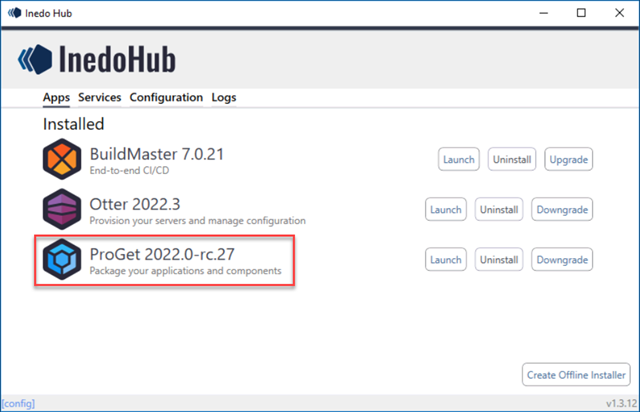 Inedo Hub
InedoHub
Apps Services Configuration Logs
Installed
BuildMaster 7.0.21
End-to-end CI/CD
Launch Uninstall Upgrade
Otter 2022.3
Provision your servers and manage configuration
Launch Uninstall Downgrade
ProGet 2022.0-rc.27
Package your applications and components
Launch Uninstall Downgrade
Create Offline Installer
[config] v1.3.12